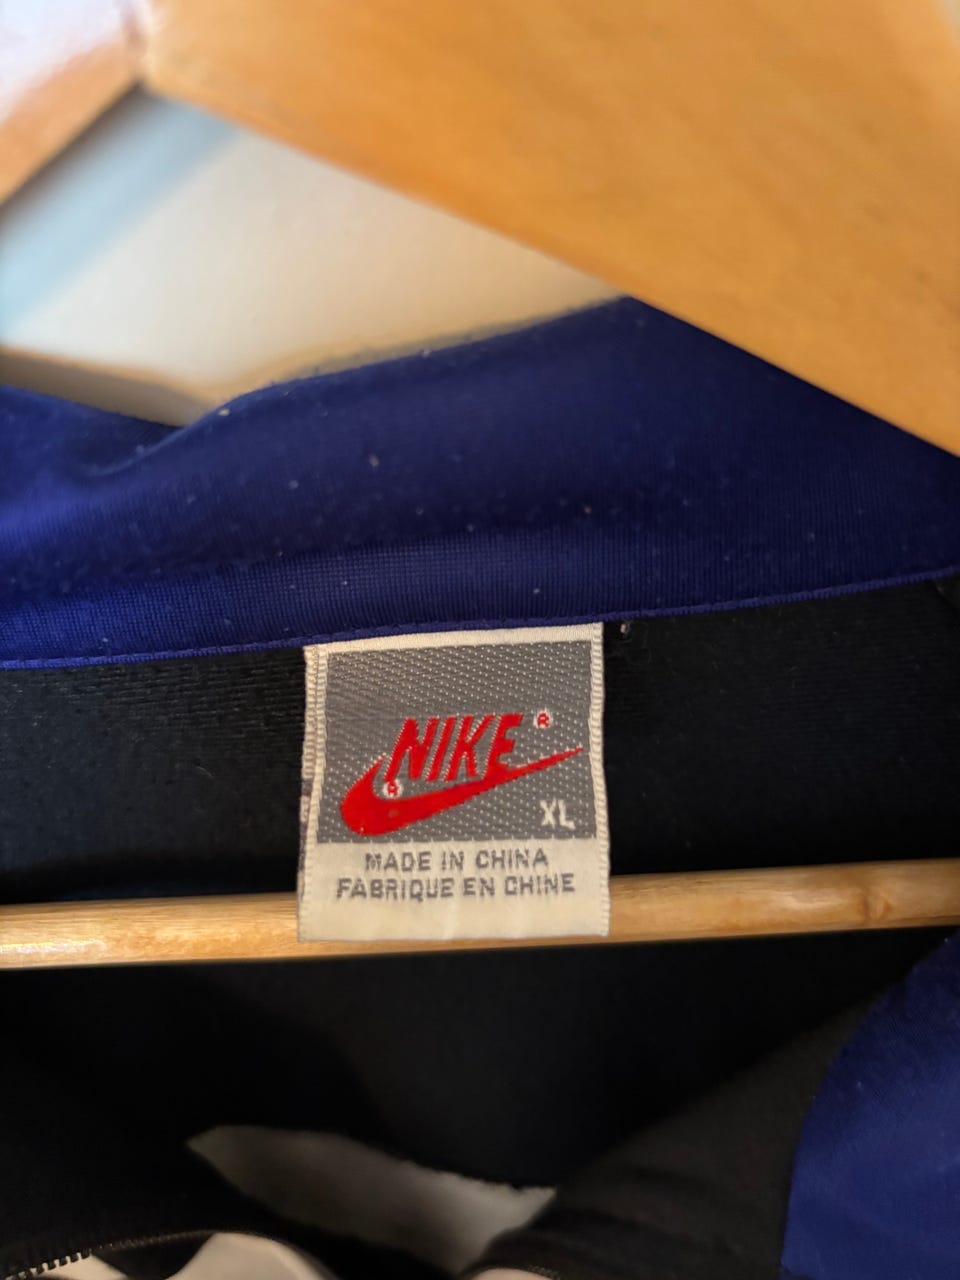 NIKE ®
®
XL
MADE IN CHINA
FABRIQUE EN CHINE